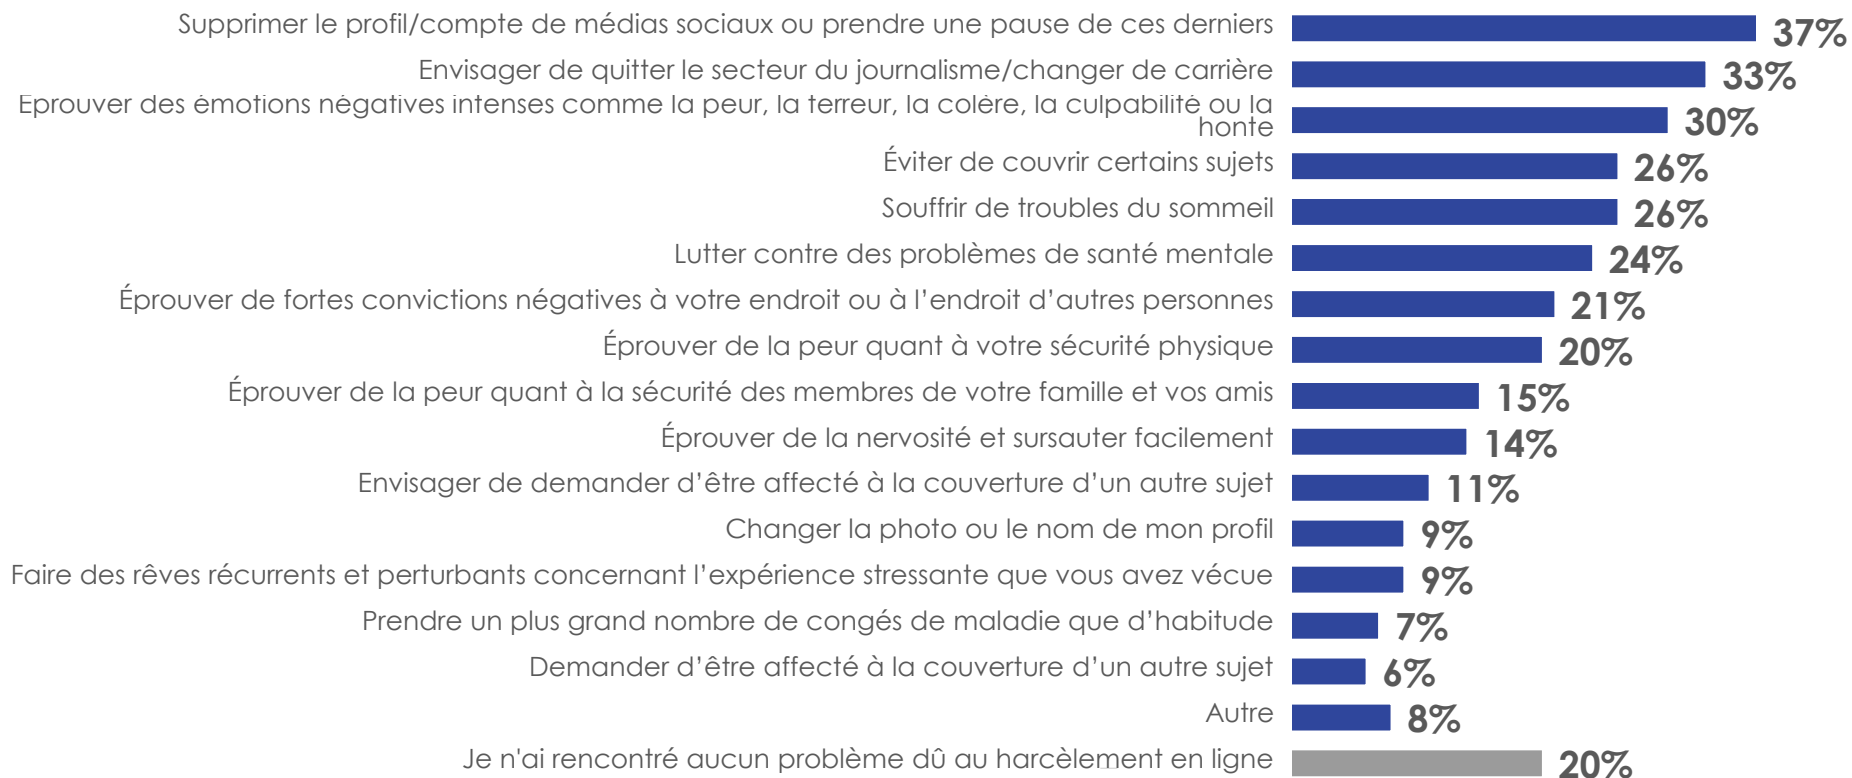 Supprimer le profil/compte de médias sociaux ou prendre une pause de ces derniers 37%
Envisager de quitter le secteur du journalisme/changer de carrière 33%
Éprouver des émotions négatives intenses comme la peur, la terreur, la colère, la culpabilité ou la
honte 30%
Éviter de couvrir certains sujets 26%
Souffrir de troubles du sommeil 26%
Lutter contre des problèmes de santé mentale 24%
Éprouver de fortes convictions négatives à votre endroit ou à l’endroit d’autres personnes 21%
Éprouver de la peur quant à votre sécurité physique 20%
Éprouver de la peur quant à la sécurité des membres de votre famille et vos amis 15%
Éprouver de la nervosité et sursauter facilement 14%
Envisager de demander d’être affecté à la couverture d’un autre sujet 11%
Changer la photo ou le nom de mon profil 9%
Faire des rêves récurrents et perturbants concernant l’expérience stressante que vous avez vécue 9%
Prendre un plus grand nombre de congés de maladie que d’habitude 7%
Demander d’être affecté à la couverture d’un autre sujet 6%
Autre 8%
Je n'ai rencontré aucun problème dû au harcèlement en ligne 20%